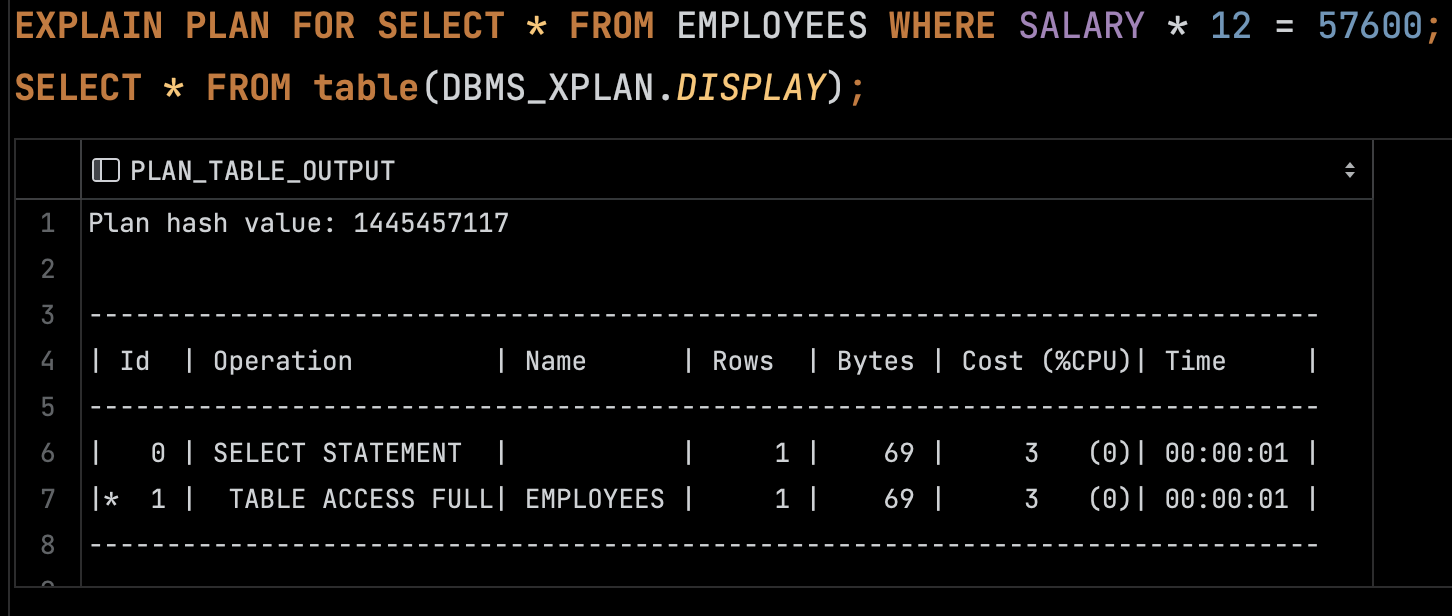 EXPLAIN PLAN FOR SELECT * FROM EMPLOYEES WHERE SALARY * 12 = 57600;
SELECT * FROM table(DBMS_XPLAN.DISPLAY);
PLAN_TABLE_OUTPUT
1 Plan hash value: 1445457117
2
3 -------------------------------------------------------------------------------
4 | Id  | Operation         | Name      | Rows  | Bytes | Cost (%CPU)| Time     |
5 -------------------------------------------------------------------------------
6 |   0 | SELECT STATEMENT  |           |     1 |    69 |     3   (0)| 00:00:01 |
7 |*  1 |  TABLE ACCESS FULL| EMPLOYEES |     1 |    69 |     3   (0)| 00:00:01 |
8 -------------------------------------------------------------------------------